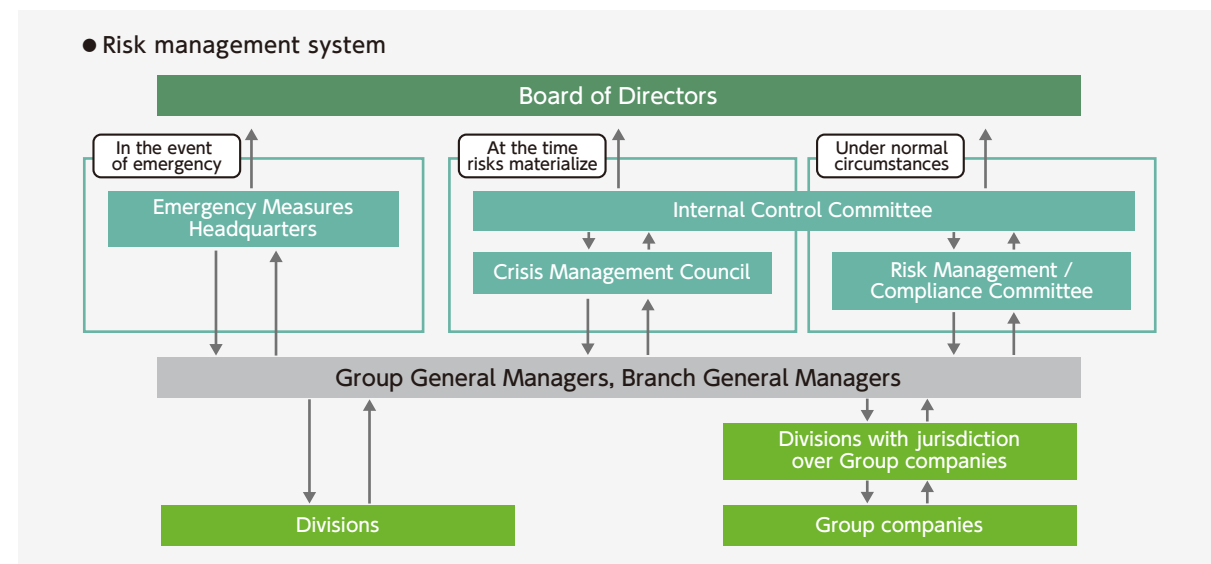 ● Risk management system
Board of Directors
In the event
of emergency
At the time
risks materialize
Under normal
circumstances
Emergency Measures
Headquarters
Internal Control Committee
Crisis Management Council
Risk Management /
Compliance Committee
Group General Managers, Branch General Managers
Divisions with jurisdiction
over Group companies
Divisions
Group companies